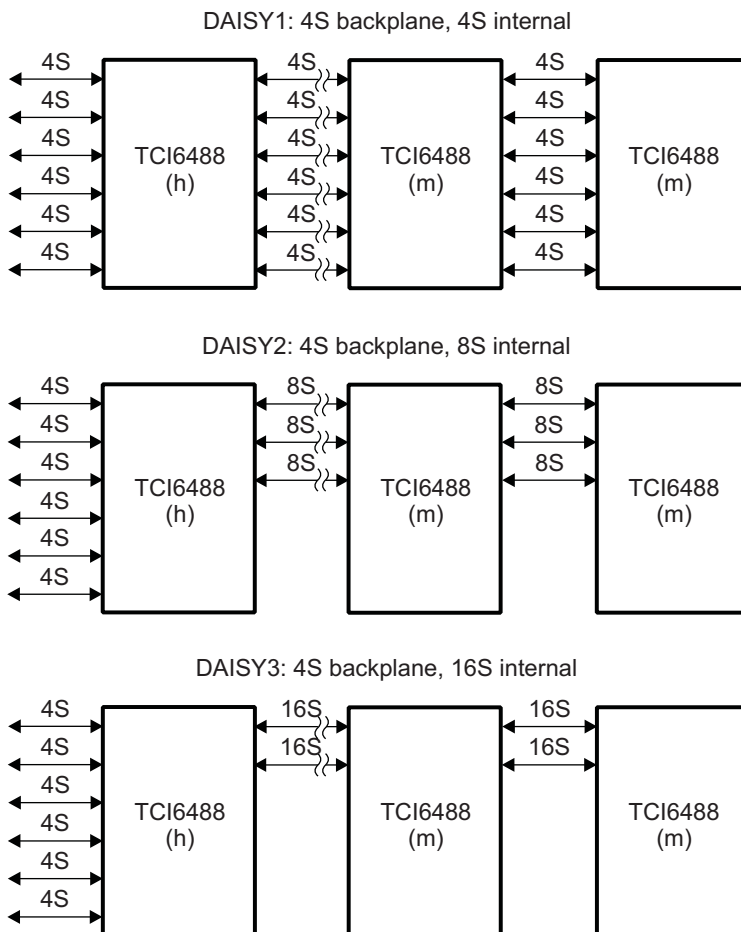 DAISY1: 4S backplane, 4S internal
4S 4S 4S
4S 4S 4S
4S 4S 4S
TCI6488 TCI6488 TCI6488
(h) (m) (m)
4S 4S 4S
4S 4S 4S
4S 4S 4S
DAISY2: 4S backplane, 8S internal
4S 8S 8S
4S 8S 8S
4S 8S 8S
TCI6488 TCI6488 TCI6488
(h) (m) (m)
4S
4S
4S
DAISY3: 4S backplane, 16S internal
4S 16S 16S
4S 16S 16S
4S
TCI6488 TCI6488 TCI6488
(h) (m) (m)
4S
4S
4S